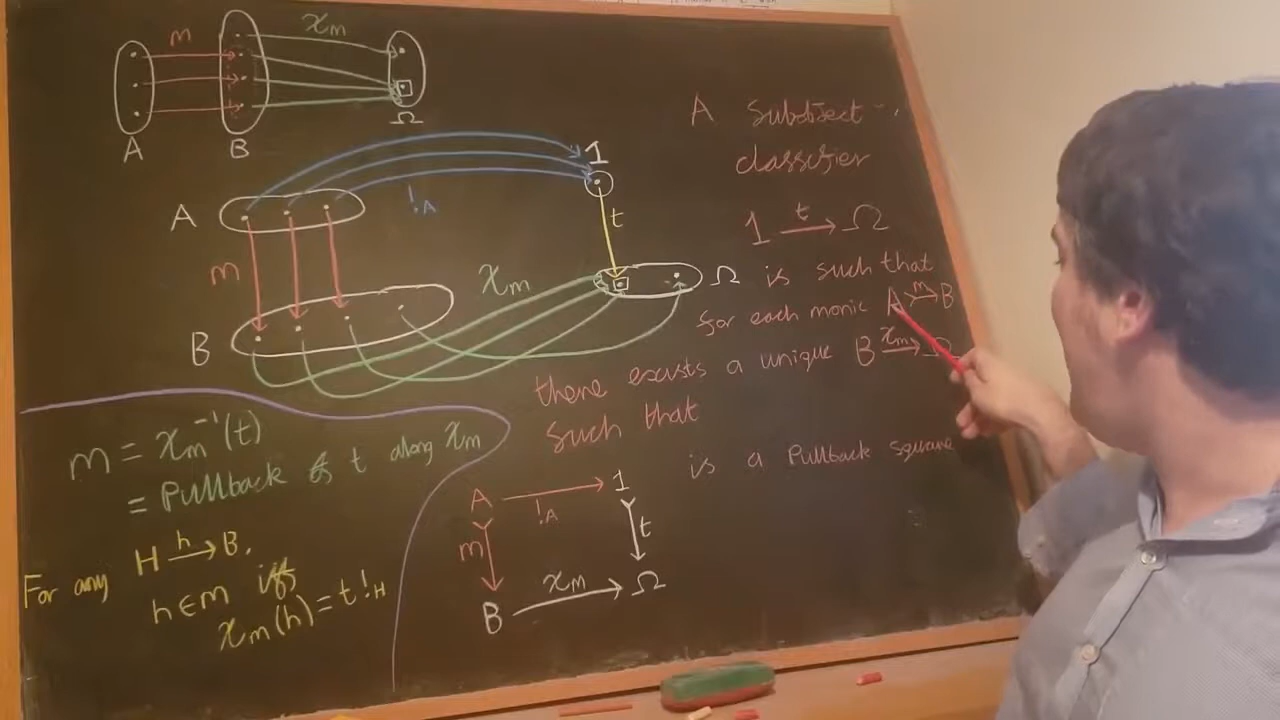 m
χm
A
B
Ω
A
!A
1
t
m
B
χm
Ω
A subobject
classifier
1 t→ Ω
is such that
for each monic A m↣ B
there exists a unique B χm→ Ω
such that
is a Pullback square
A
!A
1
m
t
B
χm
Ω
m = χm⁻¹(t)
= Pullback of t along χm
For any H h→ B,
h ∈ m iff
χm(h) = t !H